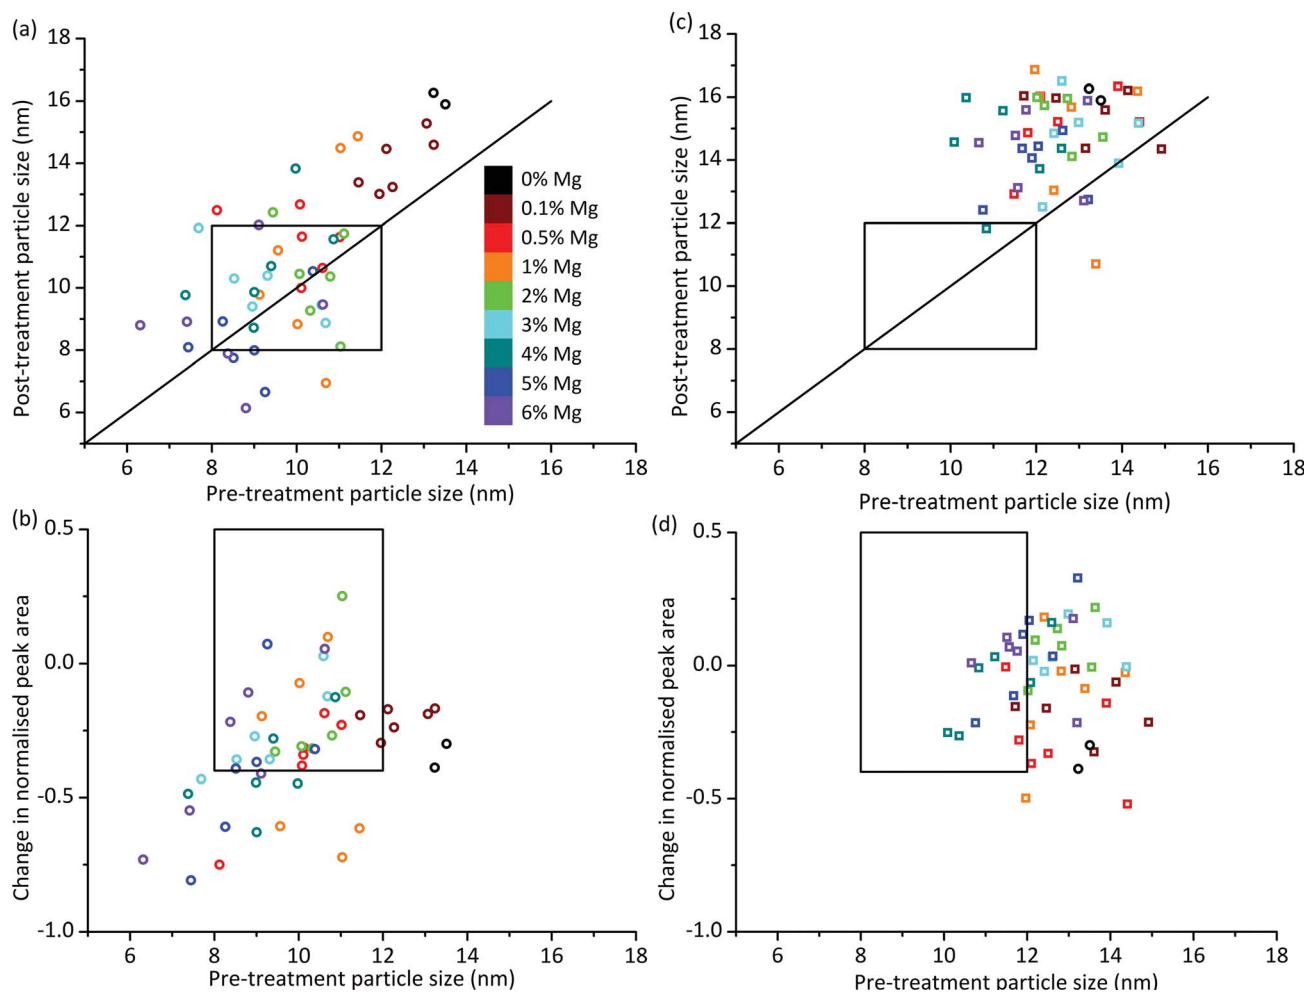 (a)
18
16
14
12
10
8
6
Post-treatment particle size (nm)
6 8 10 12 14 16 18
Pre-treatment particle size (nm)
0% Mg
0.1% Mg
0.5% Mg
1% Mg
2% Mg
3% Mg
4% Mg
5% Mg
6% Mg
(c)
18
16
14
12
10
8
6
Post-treatment particle size (nm)
10 12 14 16 18
Pre-treatment particle size (nm)
(b)
0.5
0.0
-0.5
-1.0
Change in normalised peak area
6 8 10 12 14 16 18
Pre-treatment particle size (nm)
(d)
0.5
0.0
-0.5
-1.0
Change in normalised peak area
6 8 10 12 14 16 18
Pre-treatment particle size (nm)